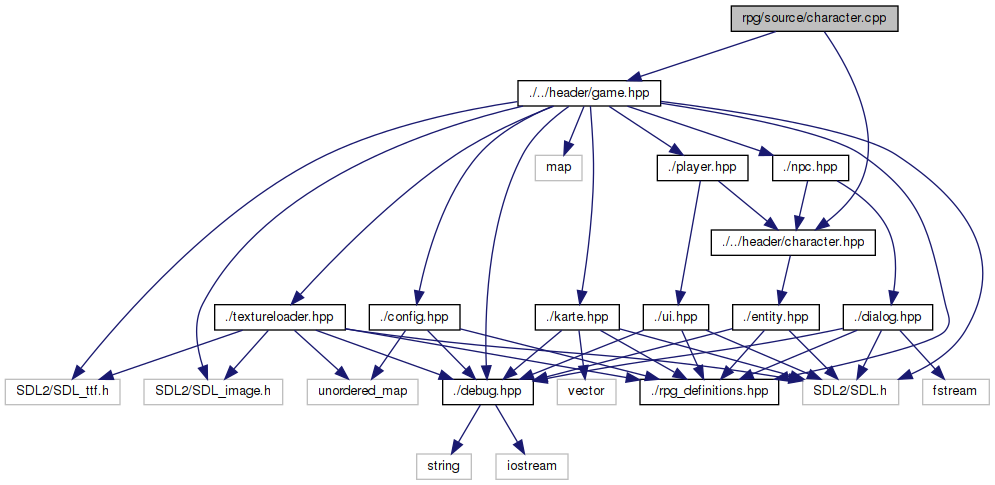 rpg/source/character.cpp
./../header/game.hpp
map
./player.hpp
./npc.hpp
./../header/character.hpp
./textureloader.hpp
./config.hpp
./karte.hpp
./ui.hpp
./entity.hpp
./dialog.hpp
SDL2/SDL_ttf.h
SDL2/SDL_image.h
unordered_map
./debug.hpp
vector
./rpg_definitions.hpp
SDL2/SDL.h
fstream
string
iostream